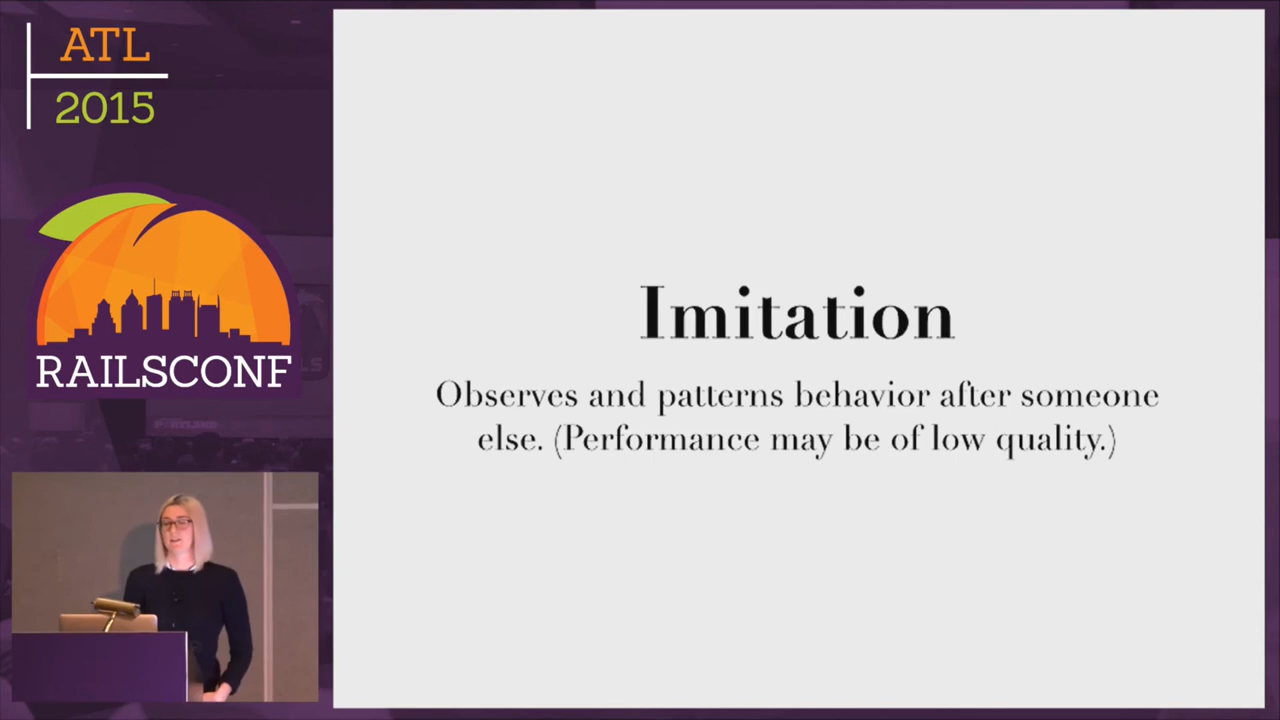 ATL
2015
RAILSCONF
Imitation
Observes and patterns behavior after someone
else. (Performance may be of low quality.)